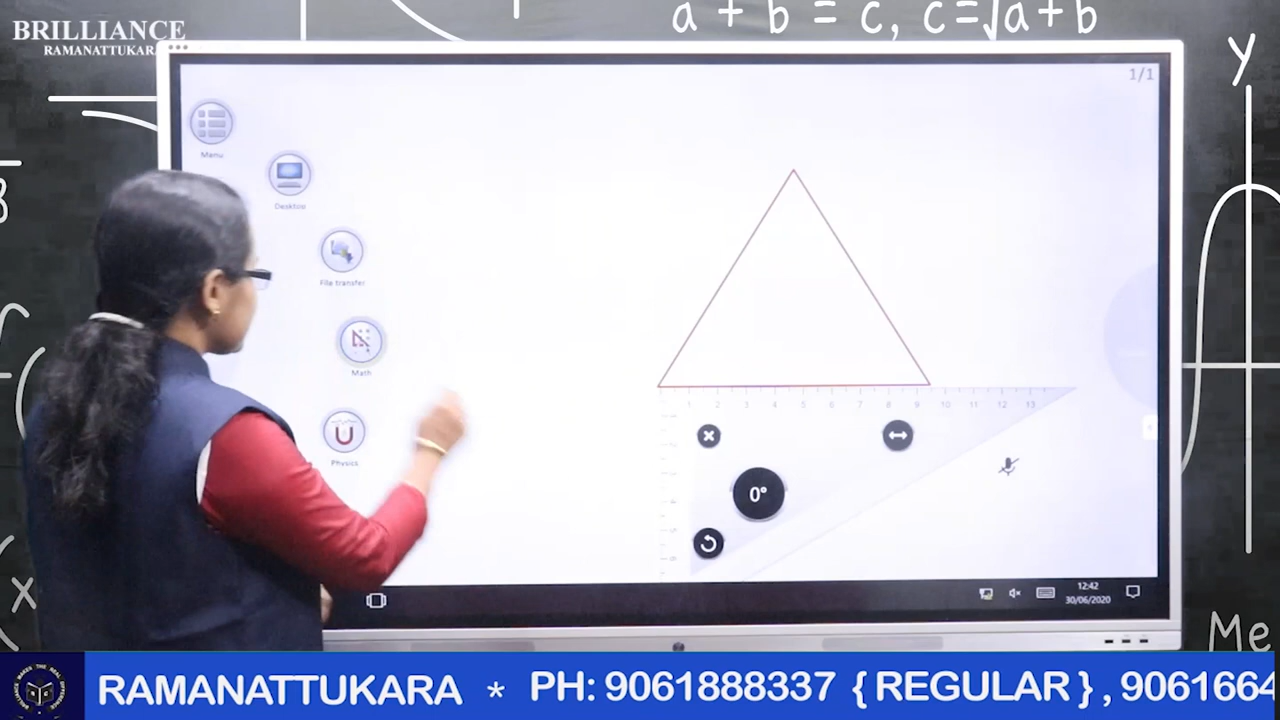 BRILLIANCE
RAMANATTUKARA
a + b = c, c=√a+b
y
1/1
Menu
Desktop
File transfer
Math
Physics
1 2 3 4 5 6 7 8 9 10 11 12 13
0°
12:42
30/06/2020
x
Me
RAMANATTUKARA * PH: 9061888337 { REGULAR } , 9061664